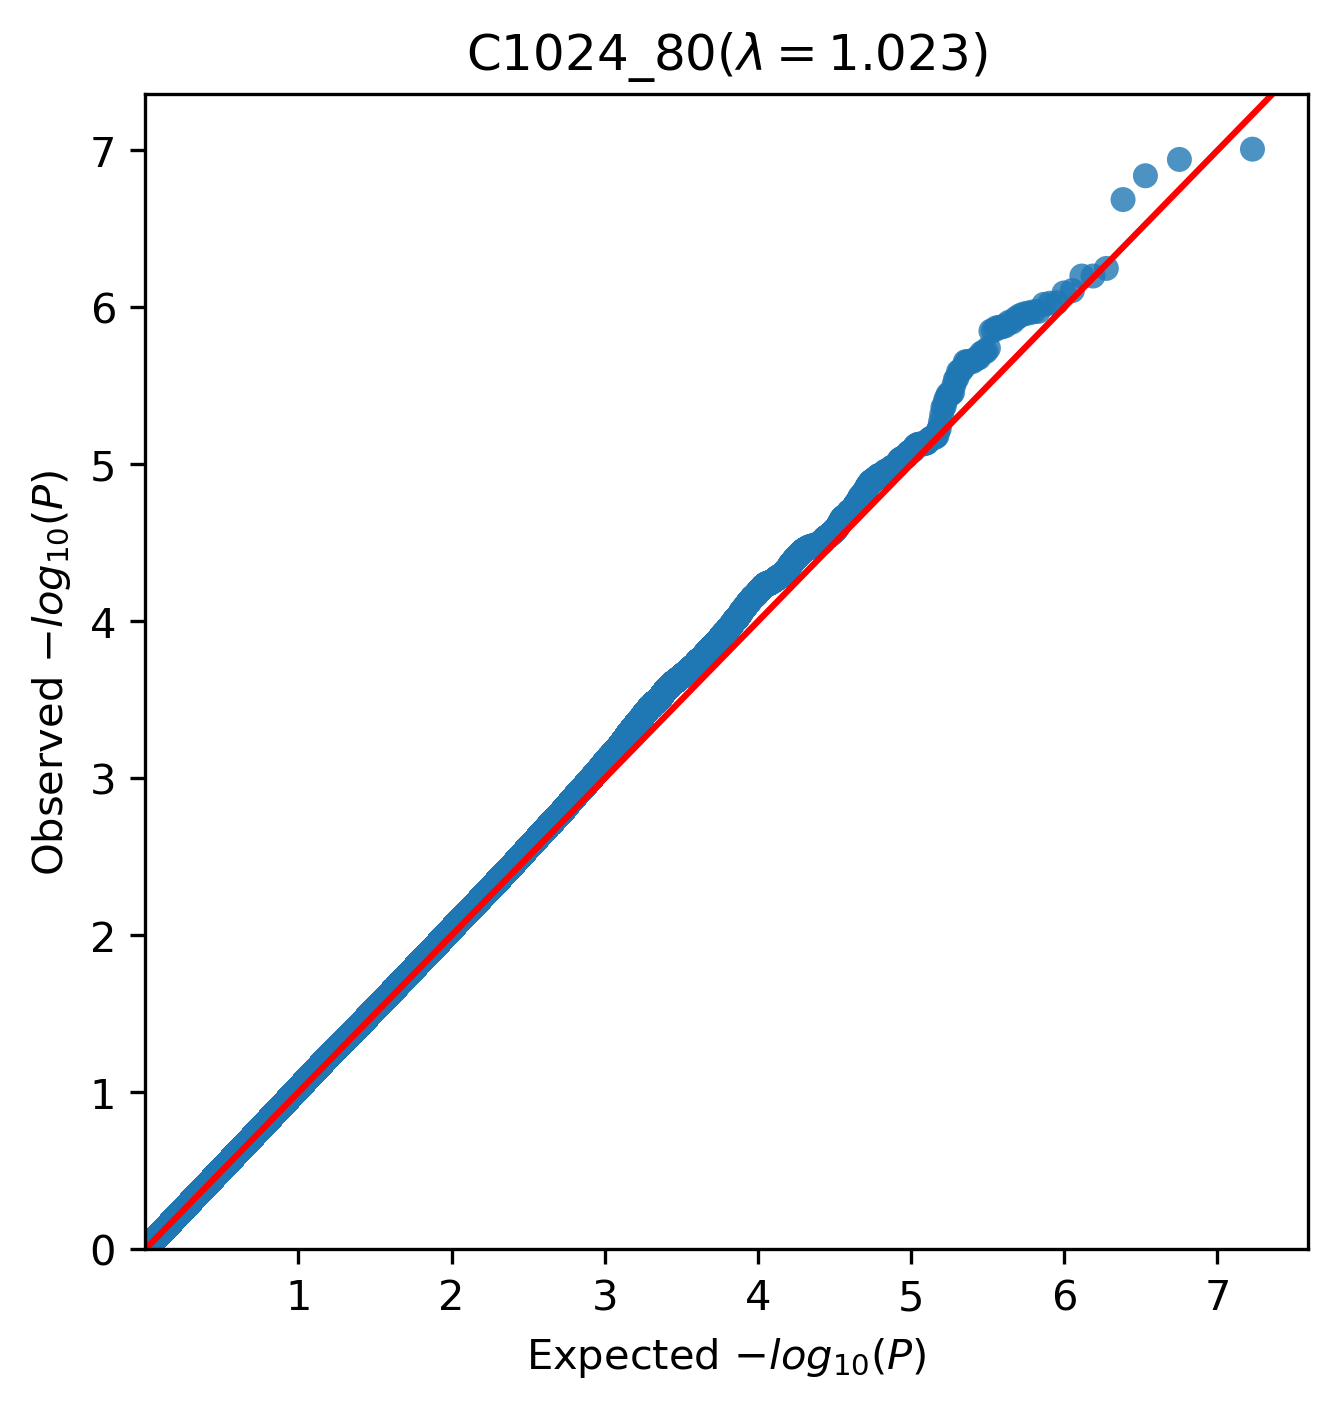 C1024_80(λ = 1.023)
7
6
5
4
3
2
1
0
Observed −log₁₀(P)
1 2 3 4 5 6 7
Expected −log₁₀(P)